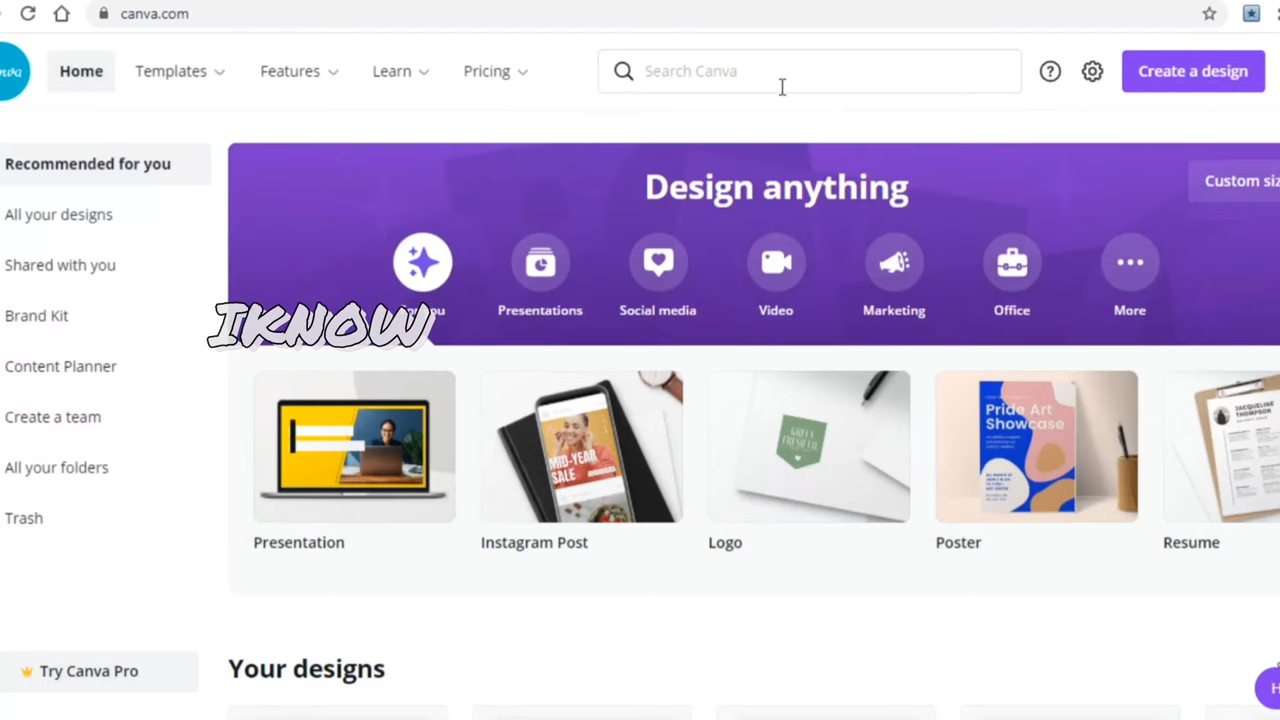 canva.com
Home
Templates
Features
Learn
Pricing
Search Canva
Create a design
Recommended for you
All your designs
Shared with you
Brand Kit
Content Planner
Create a team
All your folders
Trash
Try Canva Pro
Design anything
Custom siz
Presentations
Social media
Video
Marketing
Office
More
IKNOW
MID-YEAR
SALE
GREEN
Pride Art
Showcase
JACQUELINE
THOMPSON
Presentation
Instagram Post
Logo
Poster
Resume
Your designs
H